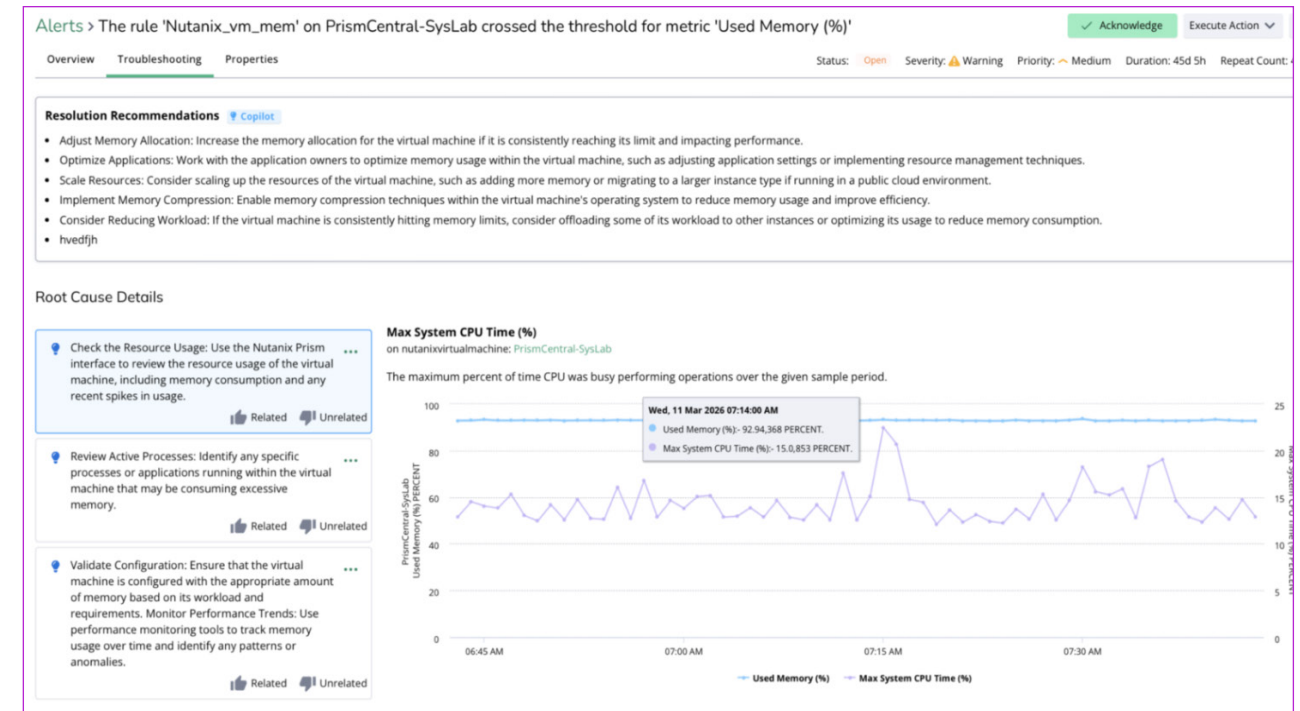 Alerts > The rule 'Nutanix_vm_mem' on PrismCentral-SysLab crossed the threshold for metric 'Used Memory (%)'
Acknowledge
Execute Action
Overview Troubleshooting Properties
Status: Open Severity: Warning Priority: Medium Duration: 45d 5h Repeat Count:
Resolution Recommendations Copilot
• Adjust Memory Allocation: Increase the memory allocation for the virtual machine if it is consistently reaching its limit and impacting performance.
• Optimize Applications: Work with the application owners to optimize memory usage within the virtual machine, such as adjusting application settings or implementing resource management techniques.
• Scale Resources: Consider scaling up the resources of the virtual machine, such as adding more memory or migrating to a larger instance type if running in a public cloud environment.
• Implement Memory Compression: Enable memory compression techniques within the virtual machine's operating system to reduce memory usage and improve efficiency.
• Consider Reducing Workload: If the virtual machine is consistently hitting memory limits, consider offloading some of its workload to other instances or optimizing its usage to reduce memory consumption.
• hvedfjh
Root Cause Details
Check the Resource Usage: Use the Nutanix Prism
interface to review the resource usage of the virtual
machine, including memory consumption and any
recent spikes in usage.
Related Unrelated
Review Active Processes: Identify any specific
processes or applications running within the virtual
machine that may be consuming excessive
memory.
Related Unrelated
Validate Configuration: Ensure that the virtual
machine is configured with the appropriate amount
of memory based on its workload and
requirements. Monitor Performance Trends: Use
performance monitoring tools to track memory
usage over time and identify any patterns or
anomalies.
Related Unrelated
Max System CPU Time (%)
on nutanixvirtualmachine: PrismCentral-SysLab
The maximum percent of time CPU was busy performing operations over the given sample period.
Wed, 11 Mar 2026 07:14:00 AM
Used Memory (%):- 92.94,368 PERCENT.
Max System CPU Time (%):- 15.0,853 PERCENT.
PrismCentral-SysLab
Used Memory (%) PERCENT
100
80
60
40
20
0
25
20
15
10
5
0
Max System CPU Time (%) PERCENT
06:45 AM 07:00 AM 07:15 AM 07:30 AM
Used Memory (%) Max System CPU Time (%)